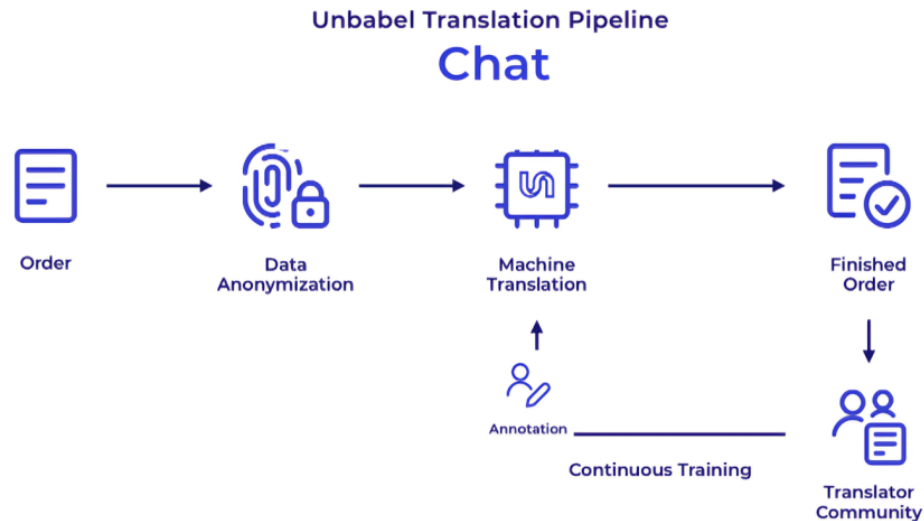 Unbabel Translation Pipeline
Chat
Order
Data
Anonymization
Machine
Translation
Finished
Order
Annotation
Continuous Training
Translator
Community